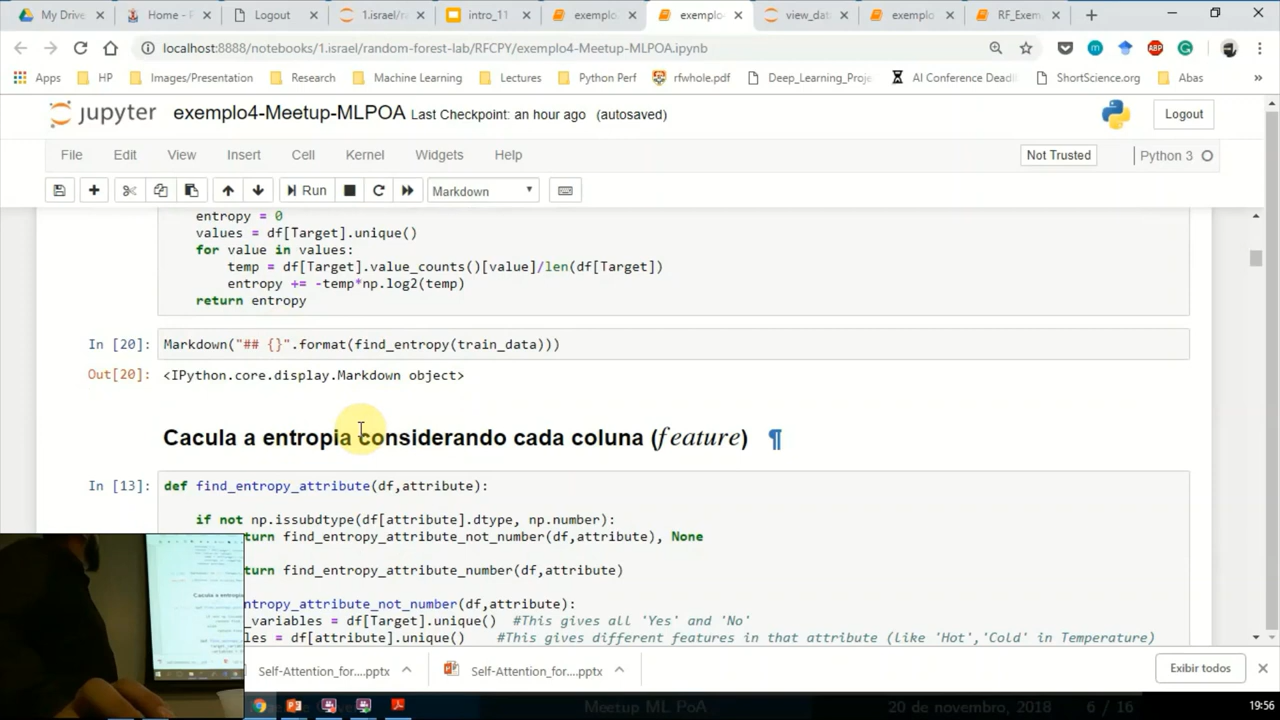 My Drive
Home -
Logout
1.israel/ra
intro_11
exemplo
exemplo
view_dat
exemplo
RF_Exem
localhost:8888/notebooks/1.israel/random-forest-lab/RFCPY/exemplo4-Meetup-MLPOA.ipynb
Apps HP Images/Presentation Research Machine Learning Lectures Python Perf rfwhole.pdf Deep_Learning_Proje AI Conference Deadl ShortScience.org Abas »
jupyter exemplo4-Meetup-MLPOA Last Checkpoint: an hour ago (autosaved) Logout
File Edit View Insert Cell Kernel Widgets Help Not Trusted Python 3
Run Markdown
entropy = 0
values = df[Target].unique()
for value in values:
temp = df[Target].value_counts()[value]/len(df[Target])
entropy += -temp*np.log2(temp)
return entropy
In [20]: Markdown("## {}".format(find_entropy(train_data)))
Out[20]: <IPython.core.display.Markdown object>
Cacula a entropia considerando cada coluna (feature) ¶
In [13]: def find_entropy_attribute(df,attribute):
if not np.issubdtype(df[attribute].dtype, np.number):
turn find_entropy_attribute_not_number(df,attribute), None
turn find_entropy_attribute_number(df,attribute)
ntropy_attribute_not_number(df,attribute):
_variables = df[Target].unique() #This gives all 'Yes' and 'No'
les = df[attribute].unique() #This gives different features in that attribute (like 'Hot','Cold' in Temperature)
Self-Attention_for....pptx Self-Attention_for....pptx Exibir todos
Meetup ML PoA 20 de novembro, 2018 6 / 16
19:56